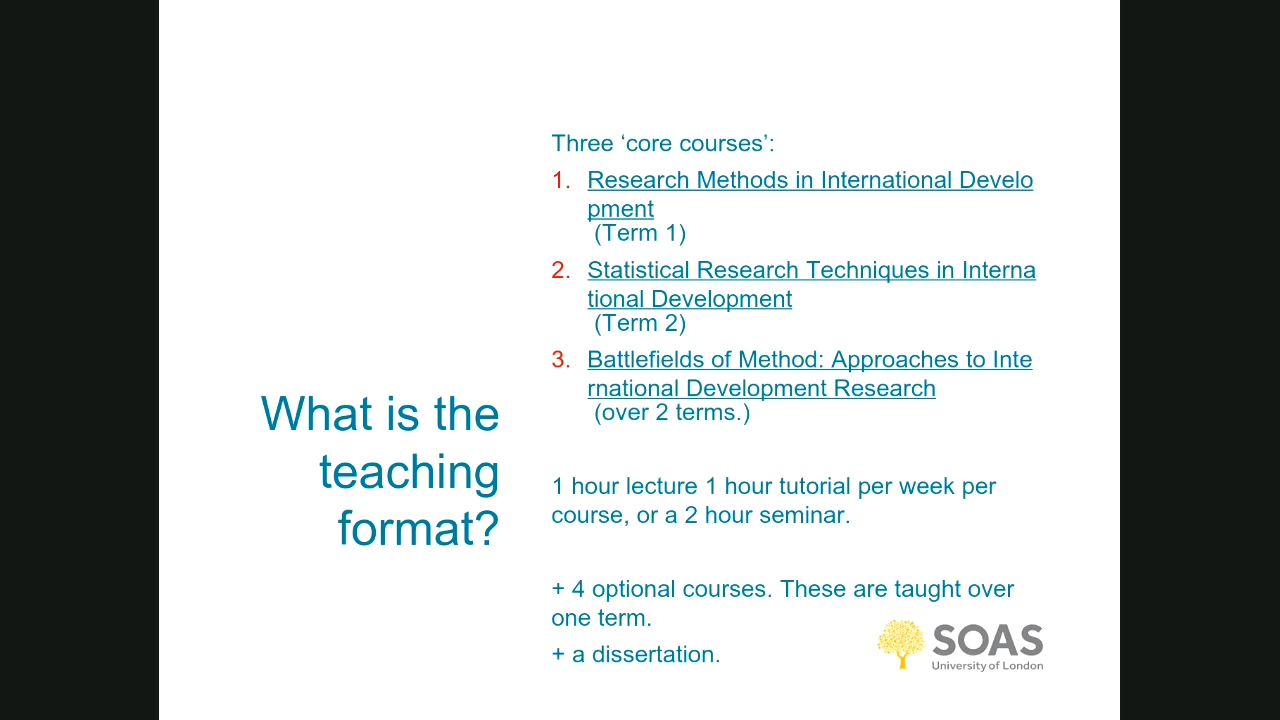 What is the
teaching
format?
Three ‘core courses’:
1. Research Methods in International Develo
pment
(Term 1)
2. Statistical Research Techniques in Interna
tional Development
(Term 2)
3. Battlefields of Method: Approaches to Inte
rnational Development Research
(over 2 terms.)
1 hour lecture 1 hour tutorial per week per
course, or a 2 hour seminar.
+ 4 optional courses. These are taught over
one term.
+ a dissertation.
SOAS
University of London